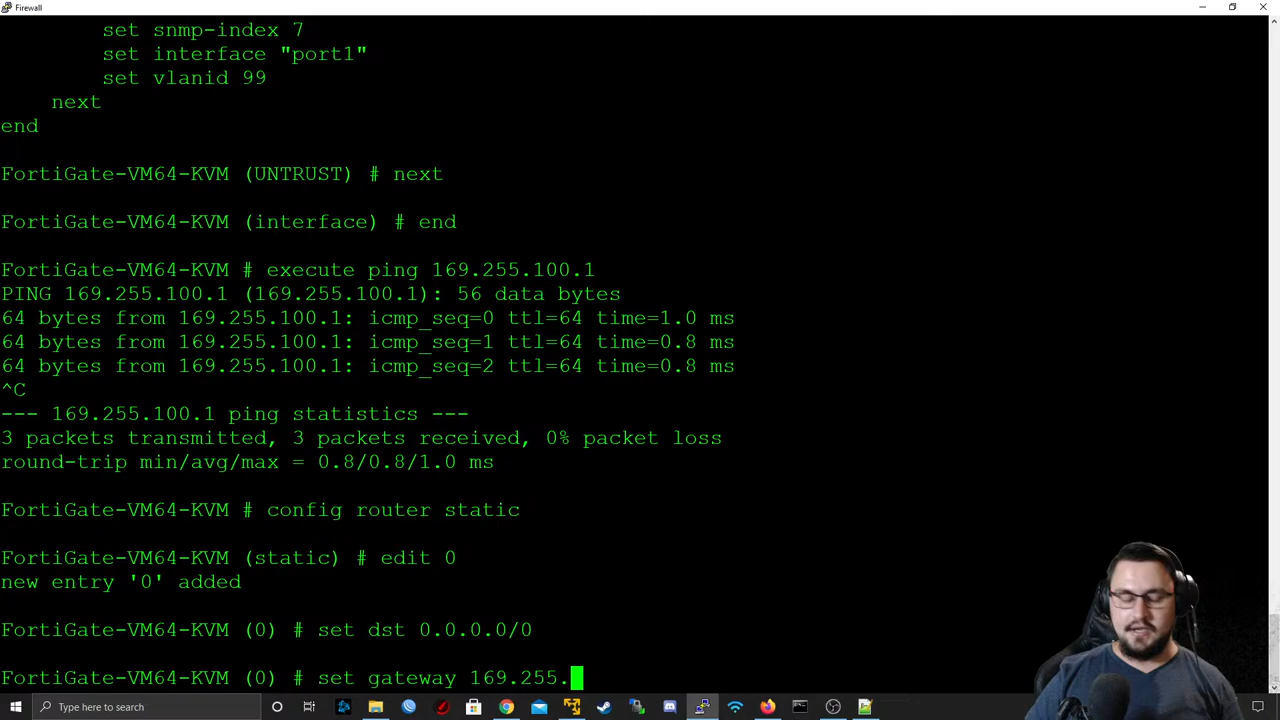 Firewall
set snmp-index 7
set interface "port1"
set vlanid 99
next
end
FortiGate-VM64-KVM (UNTRUST) # next
FortiGate-VM64-KVM (interface) # end
FortiGate-VM64-KVM # execute ping 169.255.100.1
PING 169.255.100.1 (169.255.100.1): 56 data bytes
64 bytes from 169.255.100.1: icmp_seq=0 ttl=64 time=1.0 ms
64 bytes from 169.255.100.1: icmp_seq=1 ttl=64 time=0.8 ms
64 bytes from 169.255.100.1: icmp_seq=2 ttl=64 time=0.8 ms
^C
--- 169.255.100.1 ping statistics ---
3 packets transmitted, 3 packets received, 0% packet loss
round-trip min/avg/max = 0.8/0.8/1.0 ms
FortiGate-VM64-KVM # config router static
FortiGate-VM64-KVM (static) # edit 0
new entry '0' added
FortiGate-VM64-KVM (0) # set dst 0.0.0.0/0
FortiGate-VM64-KVM (0) # set gateway 169.255.
Type here to search